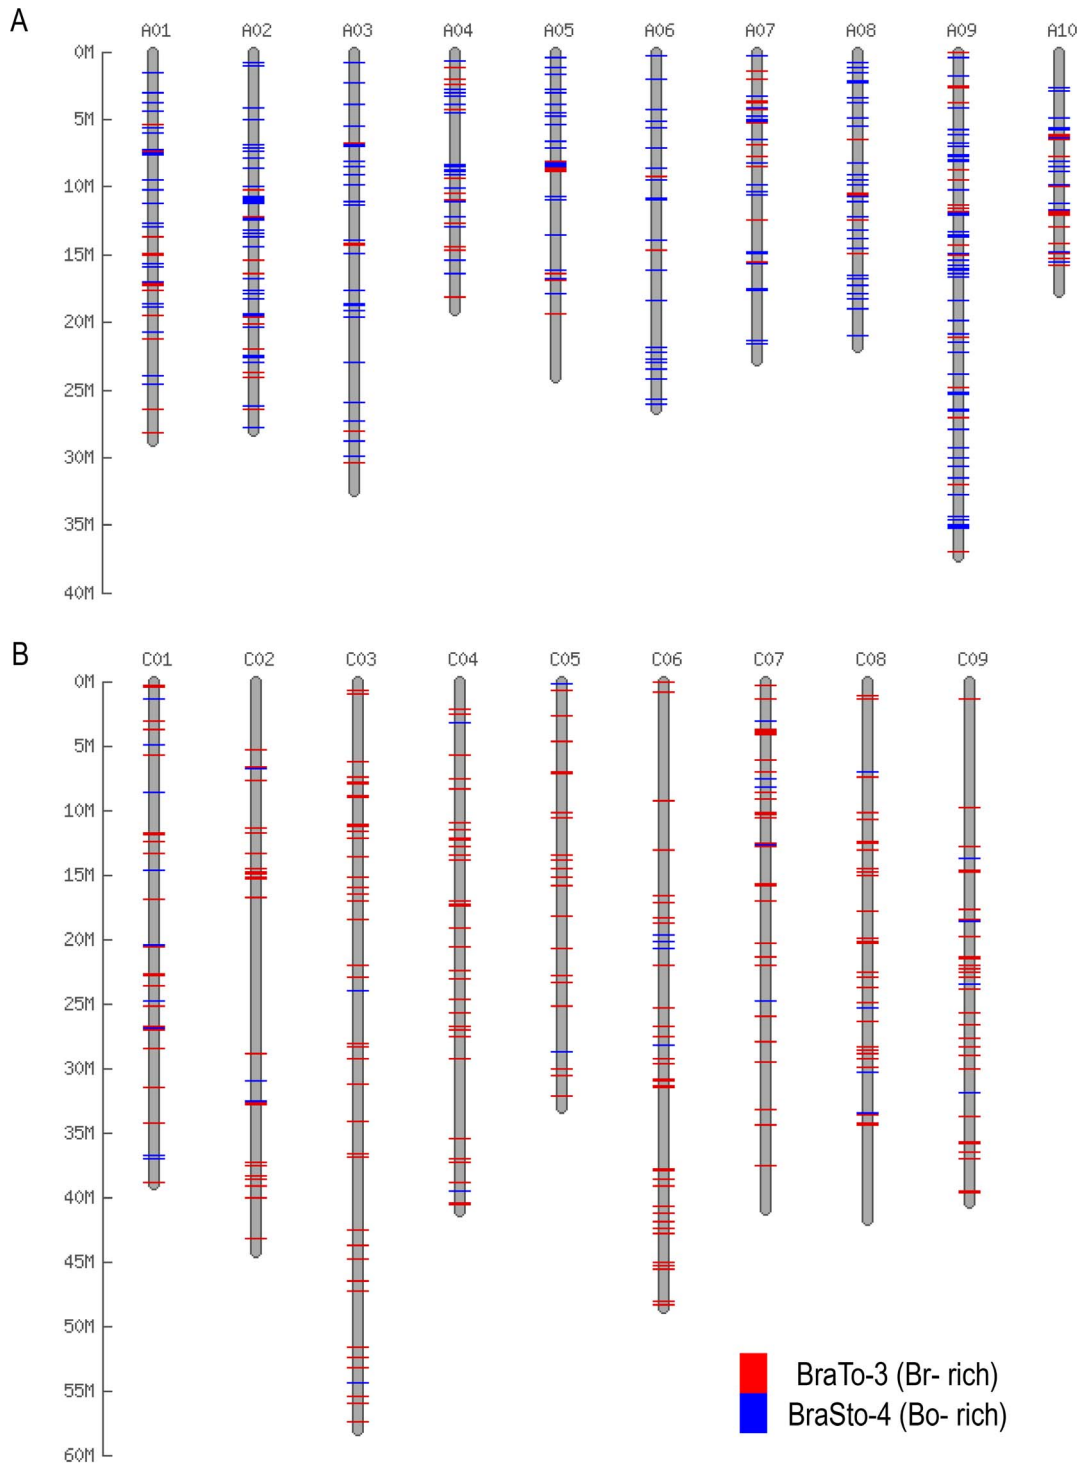 A
A01 A02 A03 A04 A05 A06 A07 A08 A09 A10
0M
5M
10M
15M
20M
25M
30M
35M
40M
B
C01 C02 C03 C04 C05 C06 C07 C08 C09
0M
5M
10M
15M
20M
25M
30M
35M
40M
45M
50M
55M
60M
BraTo-3 (Br- rich)
BraSto-4 (Bo- rich)